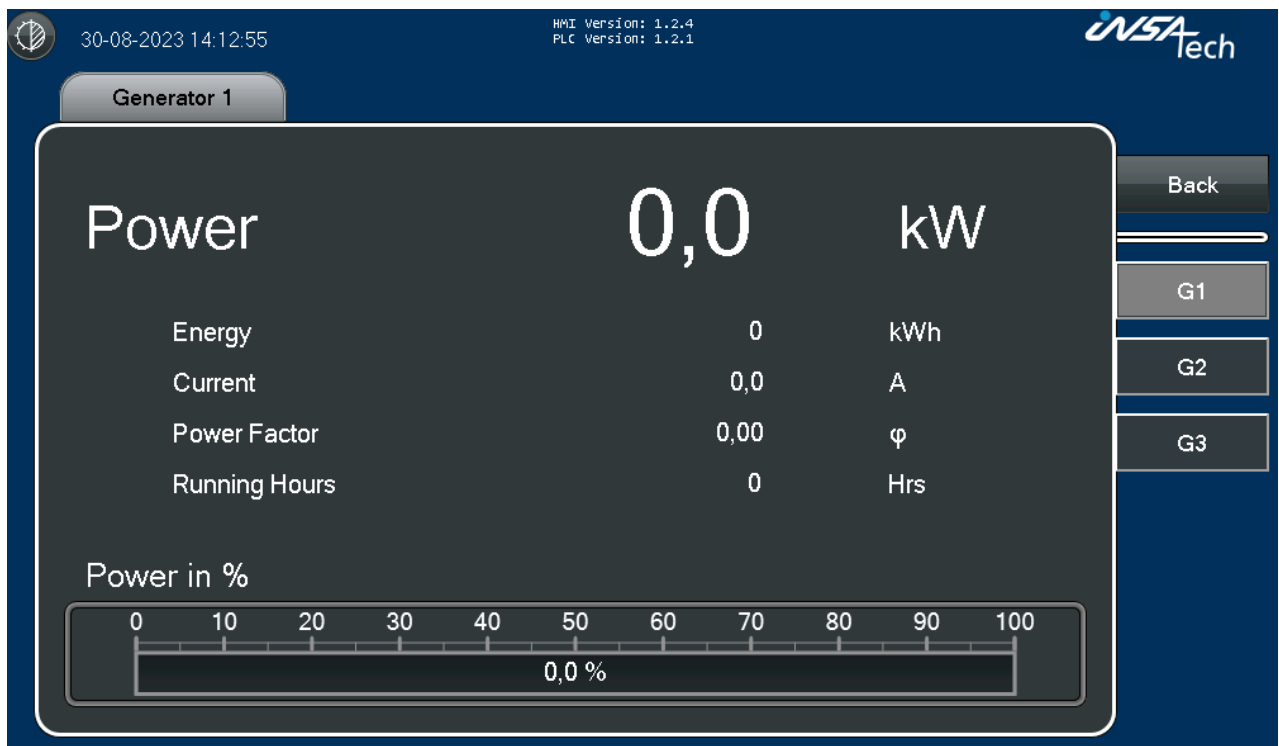 30-08-2023 14:12:55
HMI Version: 1.2.4
PLC Version: 1.2.1
iNSA Tech
Generator 1
Back
Power 0,0 kW
G1
Energy 0 kWh
G2
Current 0,0 A
Power Factor 0,00 φ
G3
Running Hours 0 Hrs
Power in %
0 10 20 30 40 50 60 70 80 90 100
0,0 %